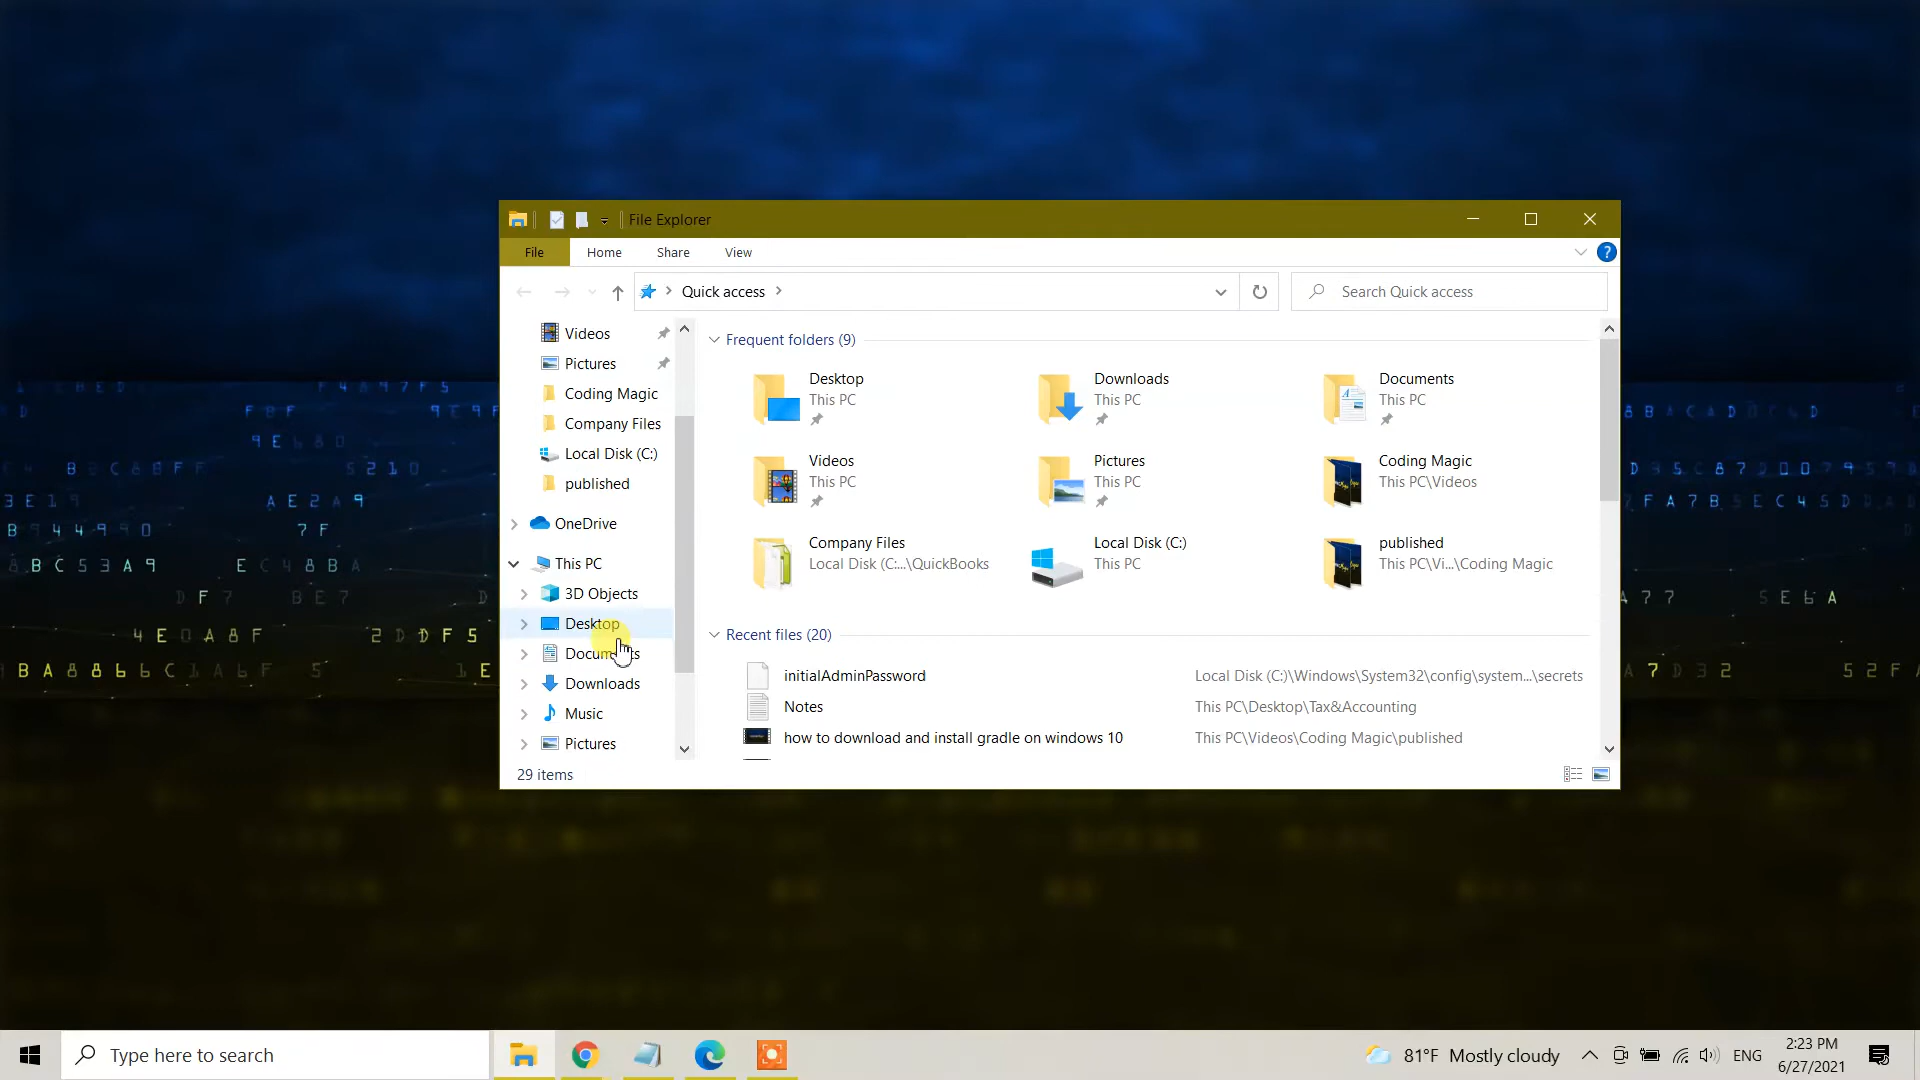 File Explorer
File Home Share View
Quick access
Search Quick access
Videos
Pictures
Coding Magic
Company Files
Local Disk (C:)
published
OneDrive
This PC
3D Objects
Desktop
Documents
Downloads
Music
Pictures
Frequent folders (9)
Desktop
This PC
Downloads
This PC
Documents
This PC
Videos
This PC
Pictures
This PC
Coding Magic
This PC\Videos
Company Files
Local Disk (C:...\QuickBooks
Local Disk (C:)
This PC
published
This PC\Vi...\Coding Magic
Recent files (20)
initialAdminPassword Local Disk (C:)\Windows\System32\config\system...\secrets
Notes This PC\Desktop\Tax&Accounting
how to download and install gradle on windows 10 This PC\Videos\Coding Magic\published
29 items
Type here to search
81°F Mostly cloudy
ENG
2:23 PM
6/27/2021